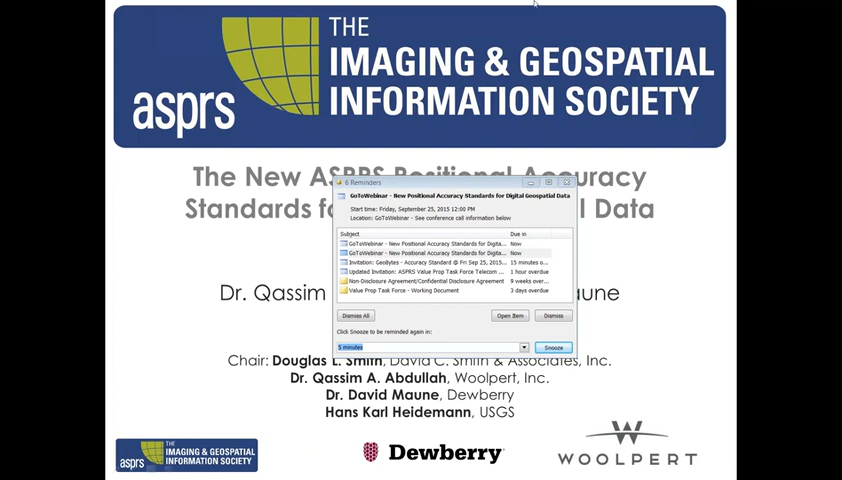 THE
IMAGING & GEOSPATIAL
INFORMATION SOCIETY
asprs
The New ASPRS Positional Accuracy
Standards fo
l Data
6 Reminders
GoToWebinar - New Positional Accuracy Standards for Digital Geospatial Data
Start time: Friday, September 25, 2015 12:00 PM
Location: GoToWebinar - See conference call information below
Subject Due in
GoToWebinar - New Positional Accuracy Standards for Digita... Now
GoToWebinar - New Positional Accuracy Standards for Digita... Now
Invitation: GeoBytes - Accuracy Standard @ Fri Sep 25, 2015... 15 minutes o...
Updated Invitation: ASPRS Value Prop Task Force Telecom ... 1 hour overdue
Non-Disclosure Agreement/Confidential Disclosure Agreement 9 weeks over...
Value Prop Task Force - Working Document 3 days overdue
Dismiss All Open Item Dismiss
Click Snooze to be reminded again in:
5 minutes Snooze
Dr. Qassim
aune
Chair: Douglas L. Smith, David C. Smith & Associates, Inc.
Dr. Qassim A. Abdullah, Woolpert, Inc.
Dr. David Maune, Dewberry
Hans Karl Heidemann, USGS
asprs
THE
IMAGING & GEOSPATIAL
INFORMATION SOCIETY
Dewberry
WOOLPERT